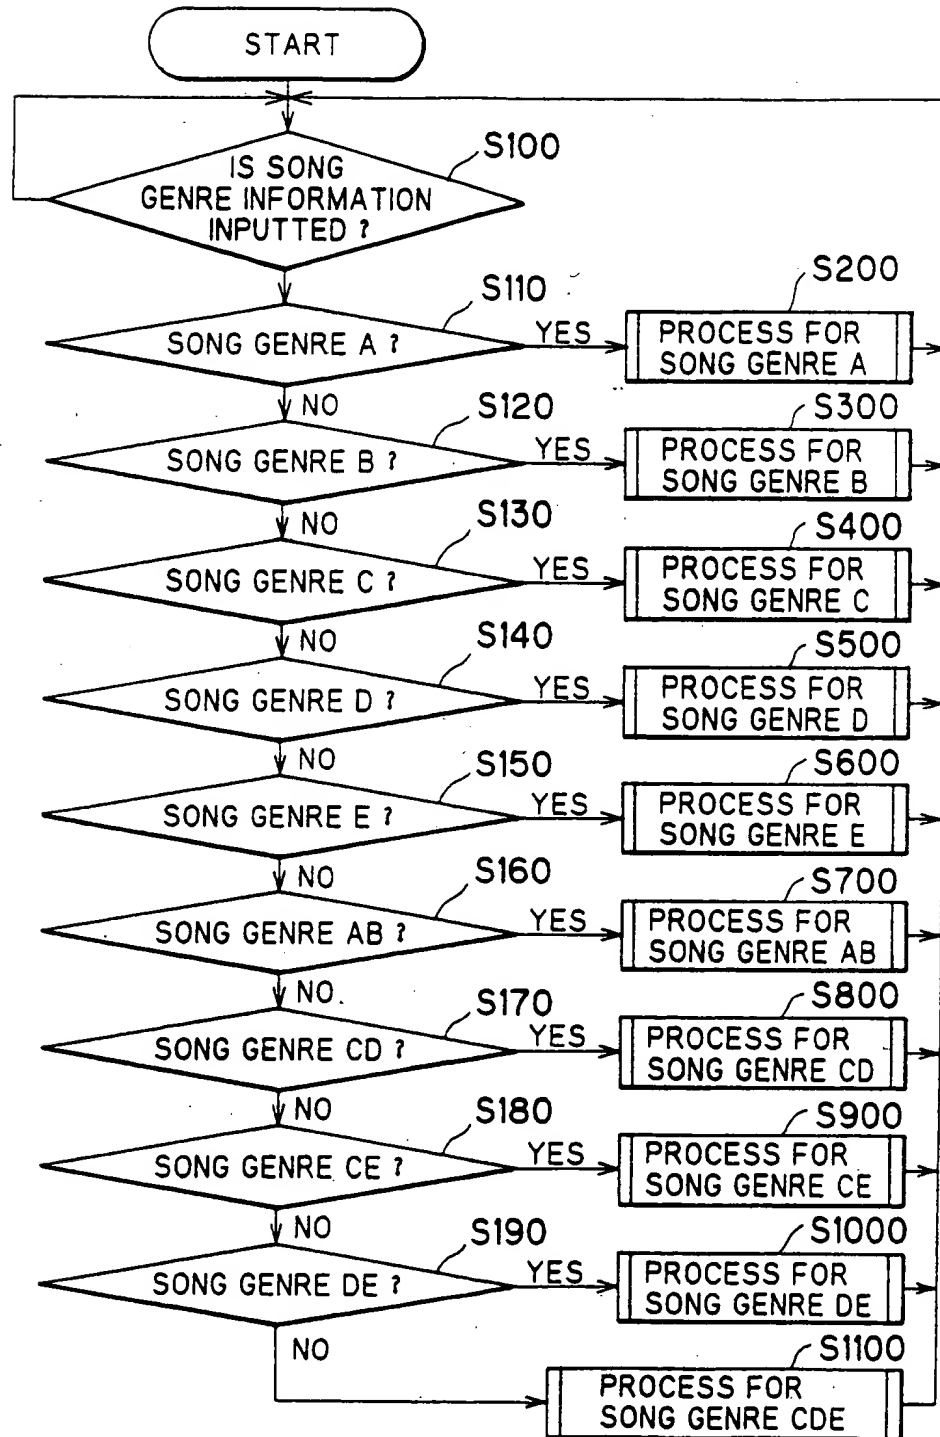 START
S100
IS SONG
GENRE INFORMATION
INPUTTED ?
S110
SONG GENRE A ?
YES
S200
PROCESS FOR
SONG GENRE A
NO
S120
SONG GENRE B ?
YES
S300
PROCESS FOR
SONG GENRE B
NO
S130
SONG GENRE C ?
YES
S400
PROCESS FOR
SONG GENRE C
NO
S140
SONG GENRE D ?
YES
S500
PROCESS FOR
SONG GENRE D
NO
S150
SONG GENRE E ?
YES
S600
PROCESS FOR
SONG GENRE E
NO
S160
SONG GENRE AB ?
YES
S700
PROCESS FOR
SONG GENRE AB
NO
S170
SONG GENRE CD ?
YES
S800
PROCESS FOR
SONG GENRE CD
NO
S180
SONG GENRE CE ?
YES
S900
PROCESS FOR
SONG GENRE CE
NO
S190
SONG GENRE DE ?
YES
S1000
PROCESS FOR
SONG GENRE DE
NO
S1100
PROCESS FOR
SONG GENRE CDE